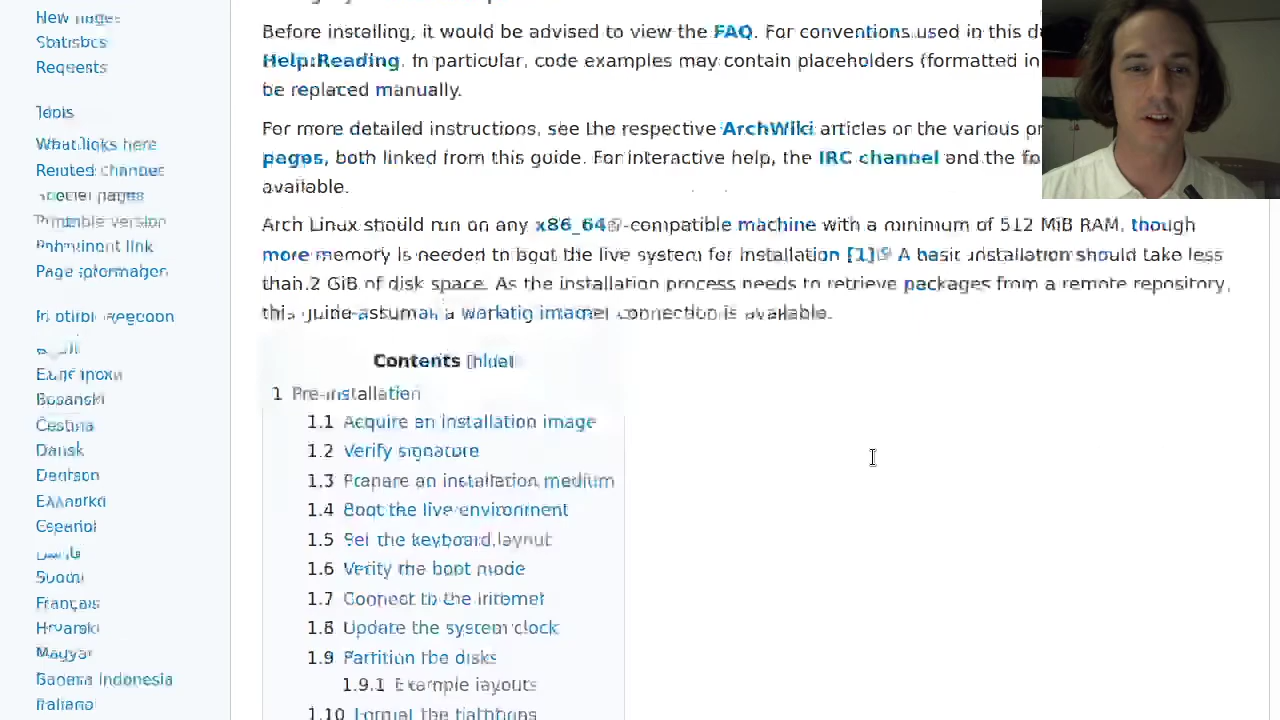 New pages
Statistics
Requests
Tools
What links here
Related changes
Special pages
Printable version
Permanent link
Page information
Bosanski
Čeština
Dansk
Deutsch
Ελληνικά
Español
فارسی
Suomi
Français
Hrvatski
Magyar
Bahasa Indonesia
Italiano
Before installing, it would be advised to view the FAQ. For conventions used in this
Help:Reading. In particular, code examples may contain placeholders (formatted in
be replaced manually.
For more detailed instructions, see the respective ArchWiki articles or the various
pages, both linked from this guide. For interactive help, the IRC channel and the
available.
Arch Linux should run on any x86_64-compatible machine with a minimum of 512 MiB RAM, though
more memory is needed to boot the live system for installation.[1] A basic installation should take less
than 2 GiB of disk space. As the installation process needs to retrieve packages from a remote repository,
this guide assumes a working internet connection is available.
Contents [hide]
1 Pre-installation
1.1 Acquire an installation image
1.2 Verify signature
1.3 Prepare an installation medium
1.4 Boot the live environment
1.5 Set the keyboard layout
1.6 Verify the boot mode
1.7 Connect to the internet
1.8 Update the system clock
1.9 Partition the disks
1.9.1 Example layouts
1.10 Format the partitions